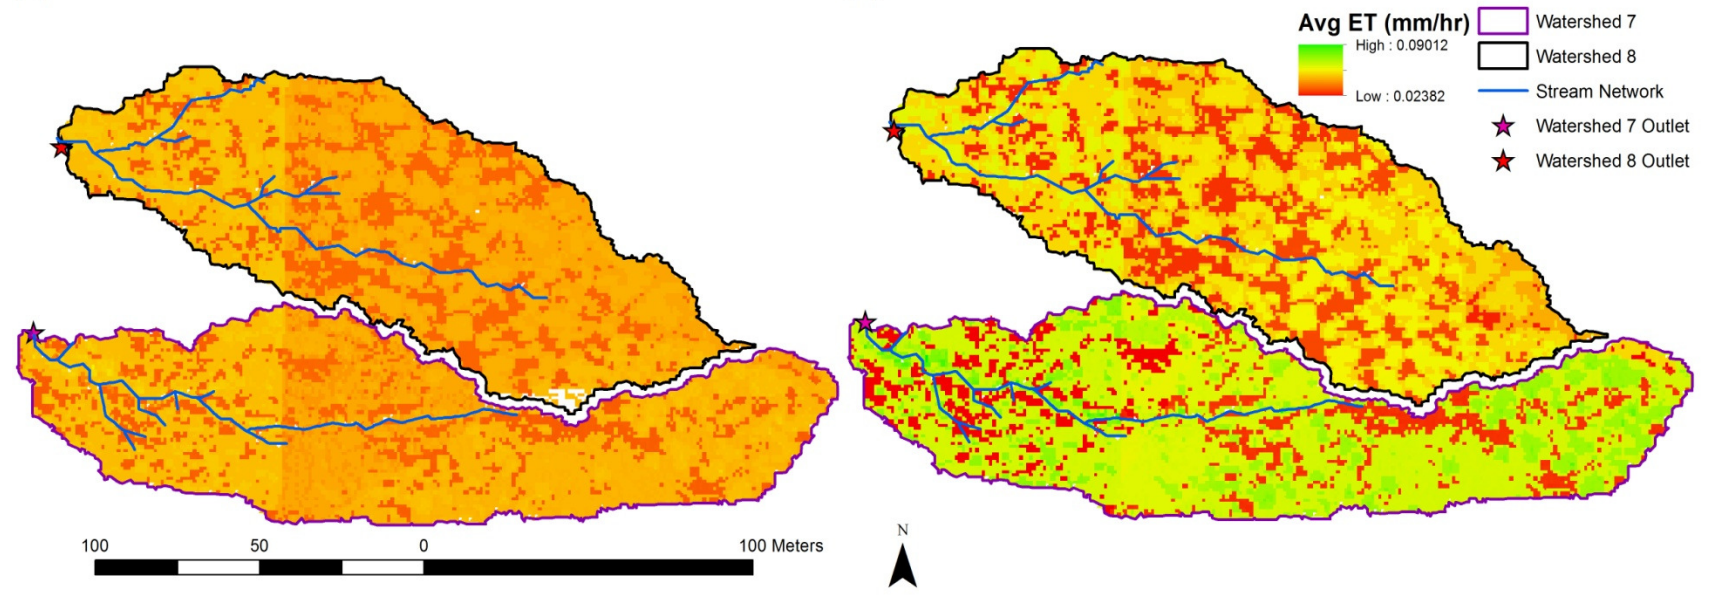 Avg ET (mm/hr)
High : 0.09012
Low : 0.02382
Watershed 7
Watershed 8
Stream Network
Watershed 7 Outlet
Watershed 8 Outlet
100 50 0 100 Meters
N